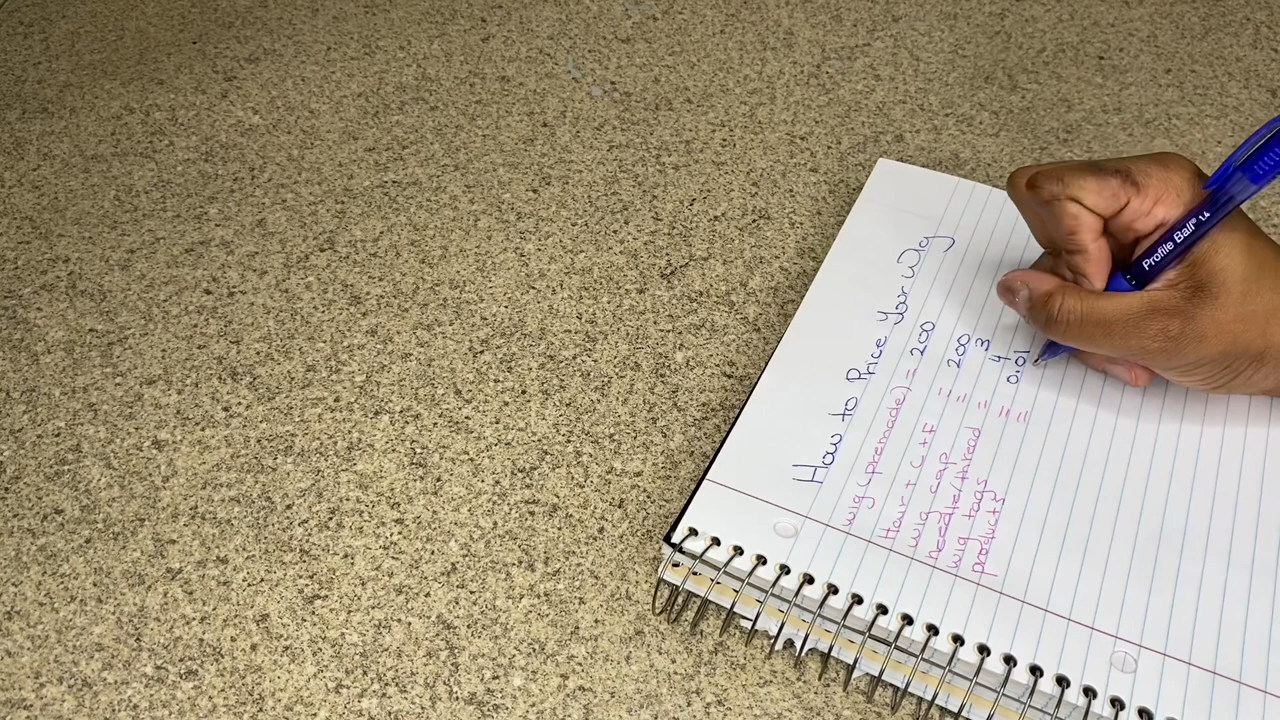 How to Price Your Wig
wig (premade) = 200
Hair + C+F = 200
wig cap = 3
needle/thread = 4
wig tags = 0.01
products =
Profile Ball® 1.4